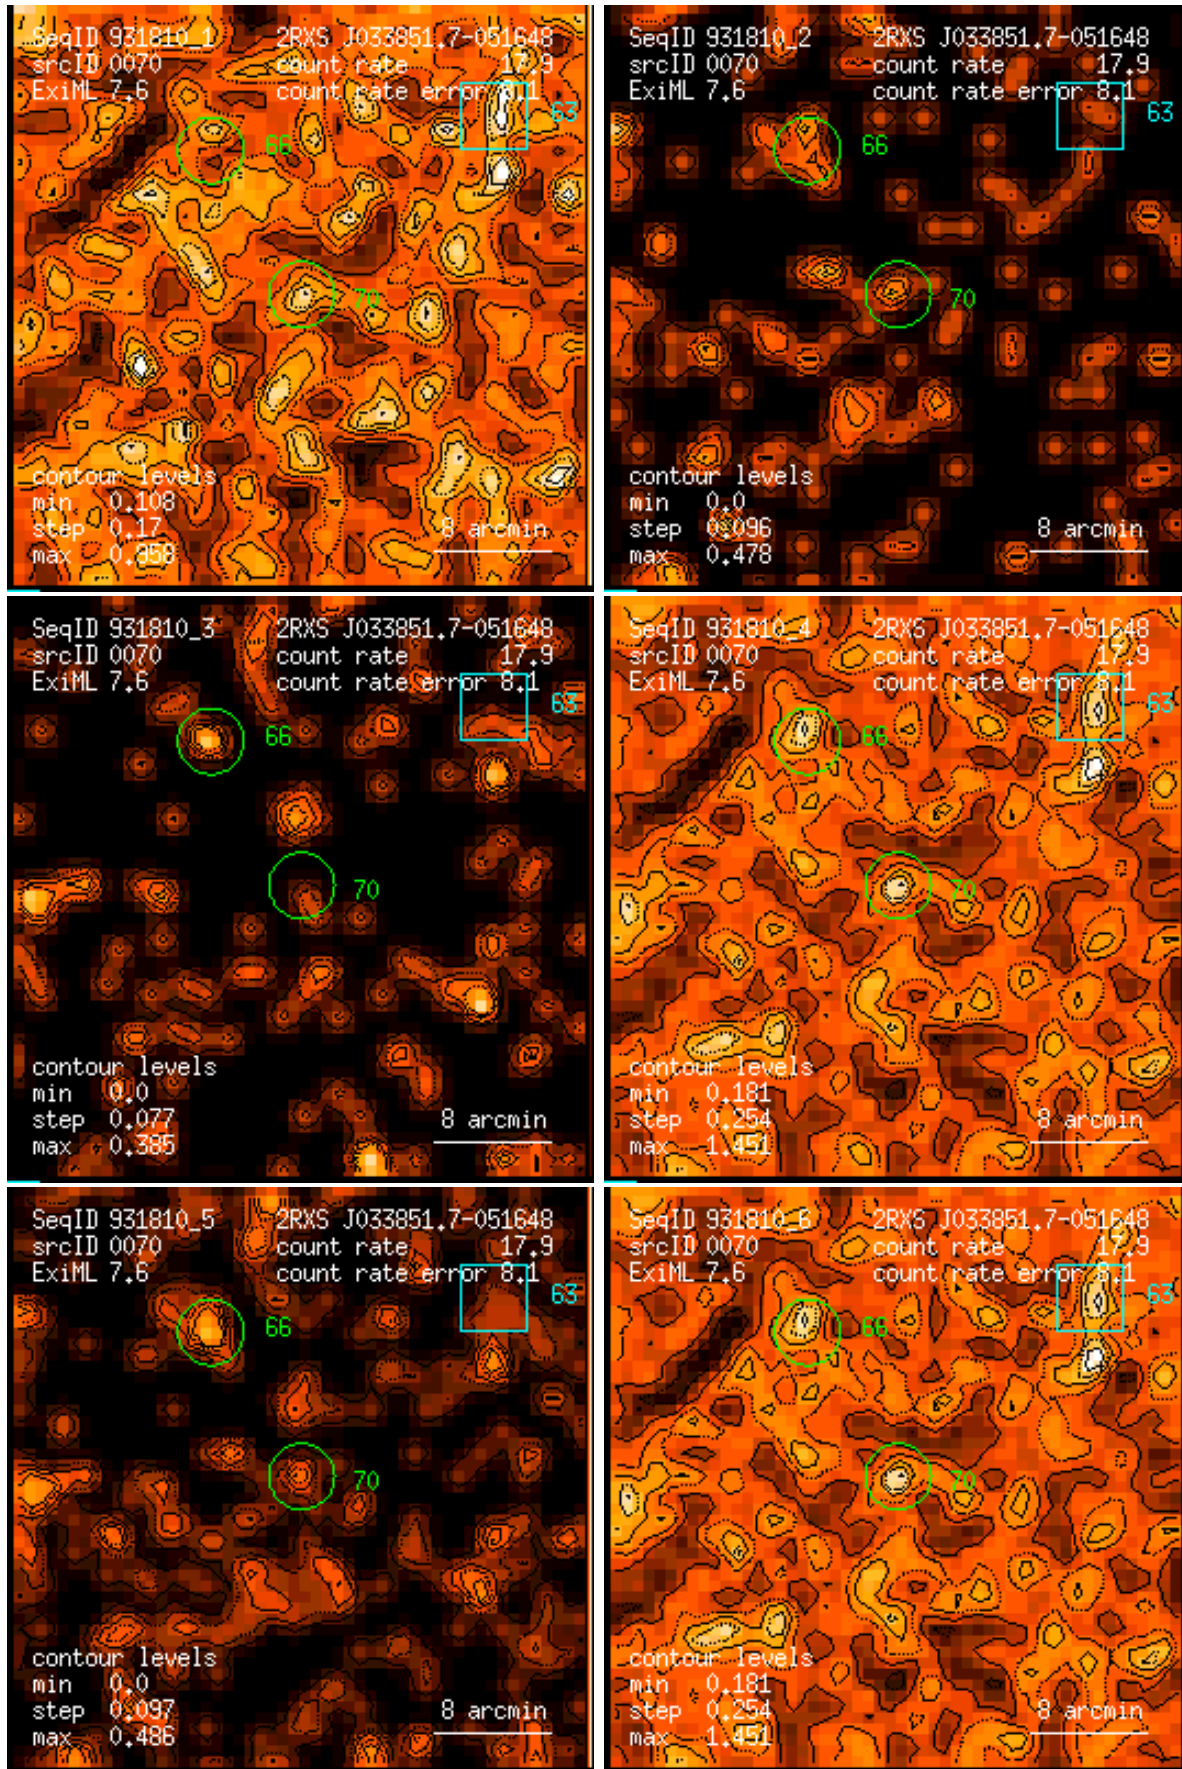 SeqID 931810_1 2RXS J033851.7-051648
srcID 0070 count rate 17.9
ExiML 7.6 count rate error 8.1
63
66
70
contour levels
min 0.108
step 0.17 8 arcmin
max 0.958
SeqID 931810_2 2RXS J033851.7-051648
srcID 0070 count rate 17.9
ExiML 7.6 count rate error 8.1
63
66
70
contour levels
min 0.0
step 0.096 8 arcmin
max 0.478
SeqID 931810_3 2RXS J033851.7-051648
srcID 0070 count rate 17.9
ExiML 7.6 count rate error 8.1
63
66
70
contour levels
min 0.0
step 0.077 8 arcmin
max 0.385
SeqID 931810_4 2RXS J033851.7-051648
srcID 0070 count rate 17.9
ExiML 7.6 count rate error 8.1
63
66
70
contour levels
min 0.181
step 0.254 8 arcmin
max 1.451
SeqID 931810_5 2RXS J033851.7-051648
srcID 0070 count rate 17.9
ExiML 7.6 count rate error 8.1
63
66
70
contour levels
min 0.0
step 0.097 8 arcmin
max 0.486
SeqID 931810_6 2RXS J033851.7-051648
srcID 0070 count rate 17.9
ExiML 7.6 count rate error 8.1
63
66
70
contour levels
min 0.181
step 0.254 8 arcmin
max 1.451